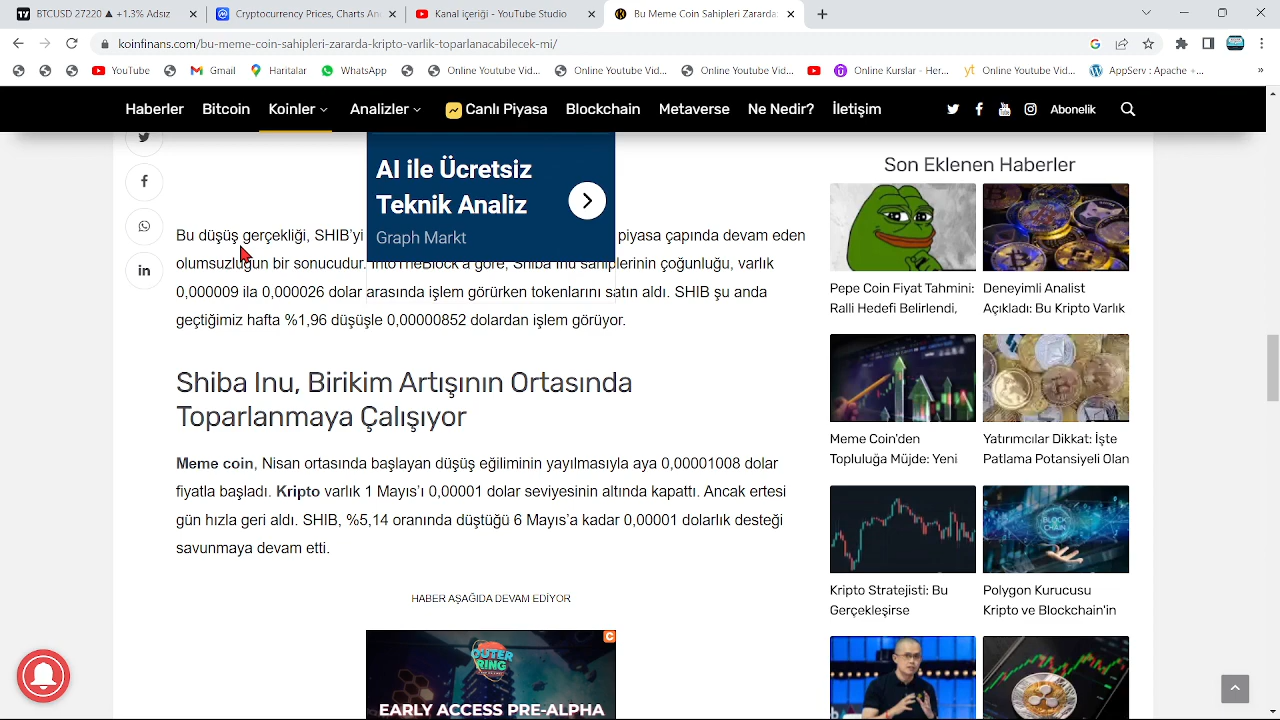 BTCUSD 27220 ▲ +1.3% Adsız
Cryptocurrency Prices, Charts An
Kanal içeriği - YouTube Studio
Bu Meme Coin Sahipleri Zararda:
koinfinans.com/bu-meme-coin-sahipleri-zararda-kripto-varlik-toparlanacabilecekmi/
YouTube
Gmail
Haritalar
WhatsApp
Online Youtube Vid...
Online Youtube Vid...
Online Youtube Vid...
Online Kurslar - Her...
yt Online Youtube Vid...
AppServ : Apache +...
»
Haberler Bitcoin Koinler Analizler Canlı Piyasa Blockchain Metaverse Ne Nedir? İletişim Abonelik
AI ile Ücretsiz
Teknik Analiz
Graph Markt
Bu düşüş gerçekliği, SHIB'yi piyasa çapında devam eden
olumsuzluğun bir sonucudur. IntoTheBlock'a göre, Shiba Inu sahiplerinin çoğunluğu, varlık
0,000009 ila 0,000026 dolar arasında işlem görürken tokenlarını satın aldı. SHIB şu anda
geçtiğimiz hafta %1,96 düşüşle 0,00000852 dolardan işlem görüyor.
Shiba Inu, Birikim Artışının Ortasında
Toparlanmaya Çalışıyor
Meme coin, Nisan ortasında başlayan düşüş eğiliminin yayılmasıyla aya 0,00001008 dolar
fiyatla başladı. Kripto varlık 1 Mayıs'ı 0,00001 dolar seviyesinin altında kapattı. Ancak ertesi
gün hızla geri aldı. SHIB, %5,14 oranında düştüğü 6 Mayıs'a kadar 0,00001 dolarlık desteği
savunmaya devam etti.
HABER AŞAĞIDA DEVAM EDİYOR
OUTER
RING
EARLY ACCESS PRE-ALPHA
in
Son Eklenen Haberler
Pepe Coin Fiyat Tahmini:
Ralli Hedefi Belirlendi,
Deneyimli Analist
Açıkladı: Bu Kripto Varlık
Meme Coin'den
Topluluğa Müjde: Yeni
Yatırımcılar Dikkat: İşte
Patlama Potansiyeli Olan
BLOCK
CHAIN
Kripto Stratejisti: Bu
Gerçekleşirse
Polygon Kurucusu
Kripto ve Blockchain'in